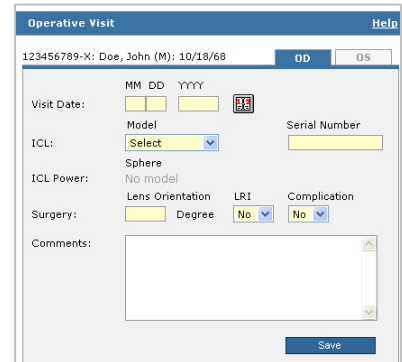 Operative Visit Help
123456789-X: Doe, John (M): 10/18/68 OD OS
MM DD YYYY
Visit Date:
Model Serial Number
ICL: Select
Sphere
ICL Power: No model
Lens Orientation LRI Complication
Surgery: Degree No No
Comments:
Save